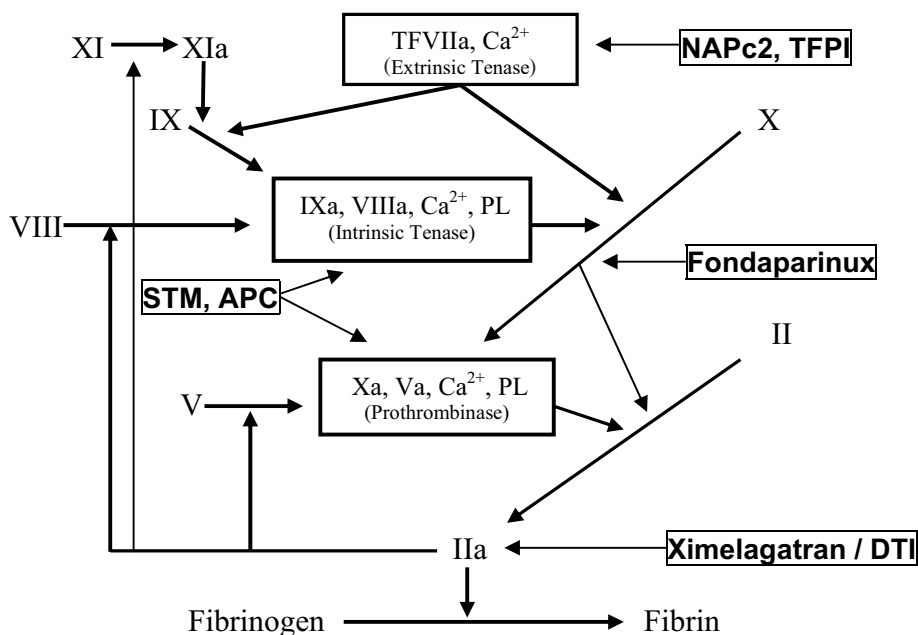 XI
XIa
TFVIIa, Ca²⁺
(Extrinsic Tenase)
NAPc2, TFPI
IX
X
VIII
IXa, VIIIa, Ca²⁺, PL
(Intrinsic Tenase)
Fondaparinux
STM, APC
II
V
Xa, Va, Ca²⁺, PL
(Prothrombinase)
IIa
Ximelagatran / DTI
Fibrinogen
Fibrin